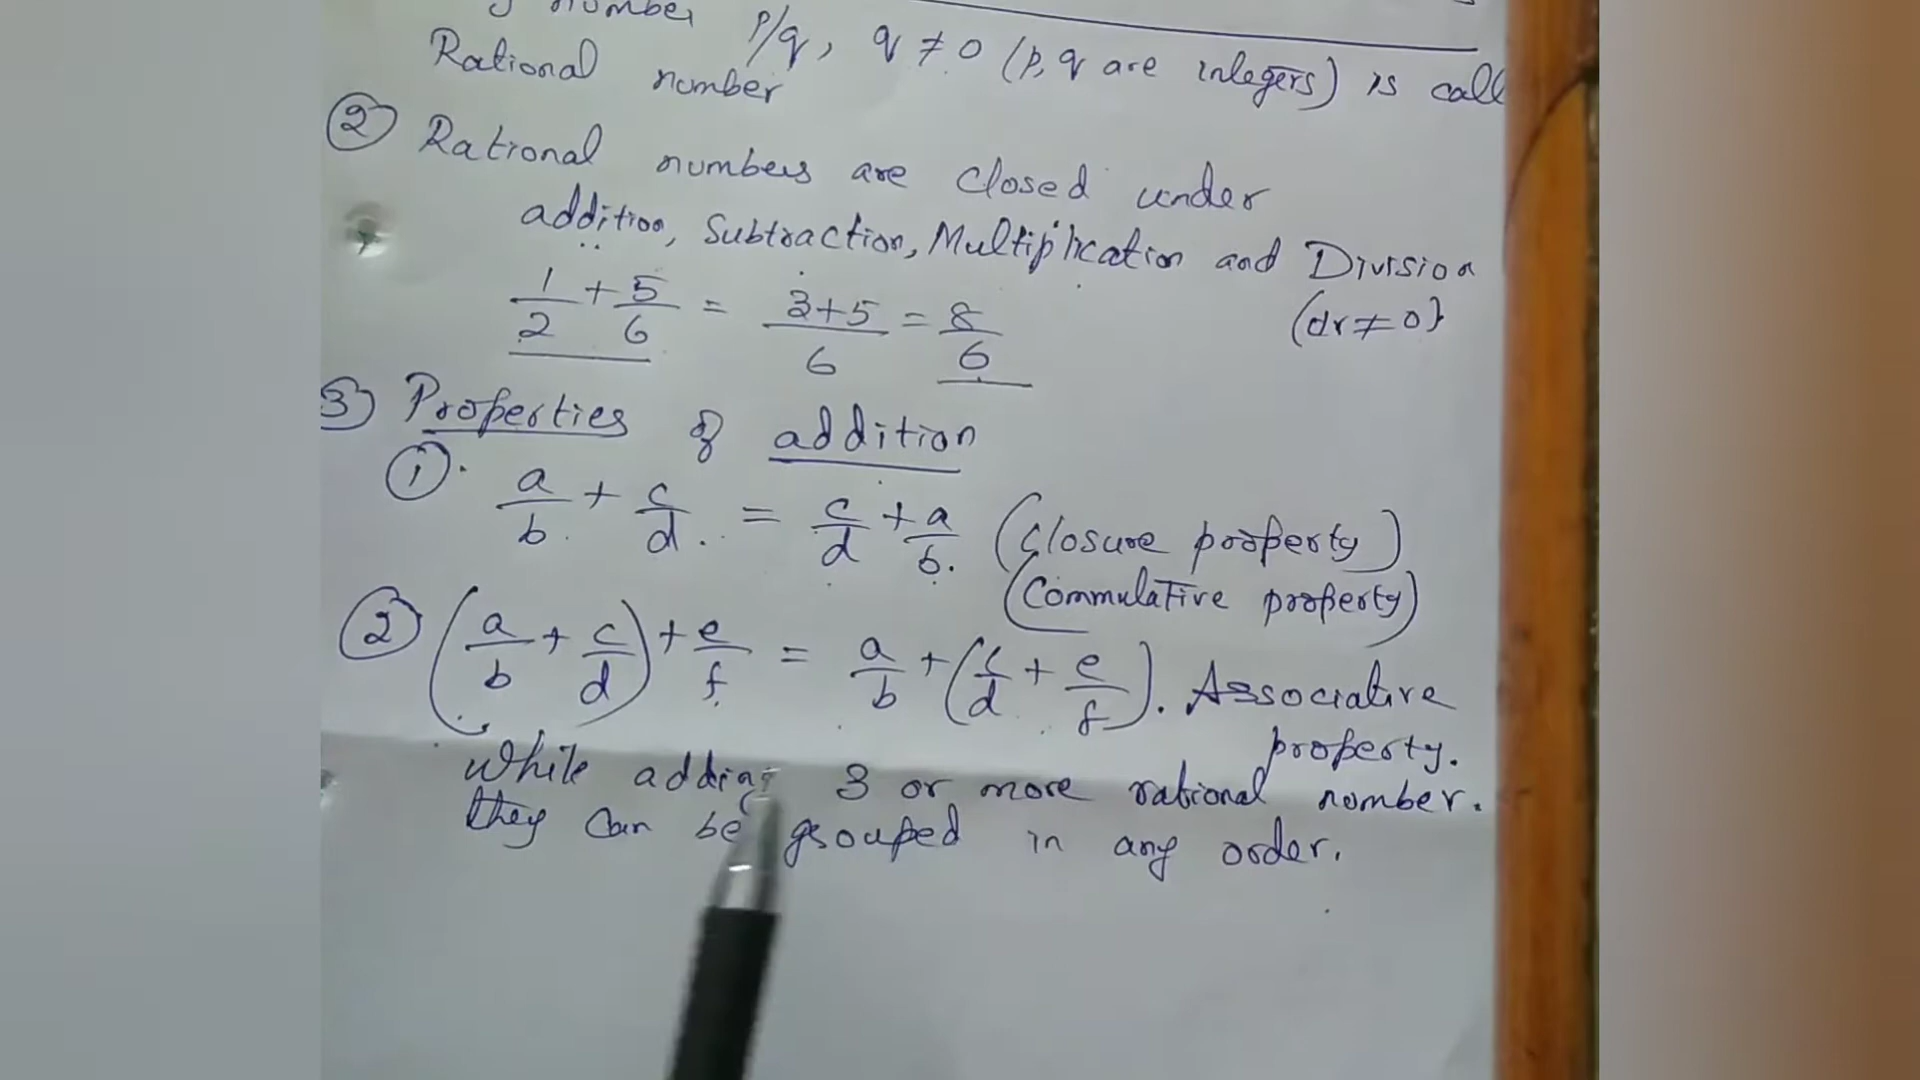 number p/q, q ≠ 0 (p, q are integers) is call
Rational number
② Rational numbers are closed under
addition, Subtraction, Multiplication and Division
(dr ≠ 0}
1/2 + 5/6 = 3+5/6 = 8/6
3) Properties of addition
① a/b + c/d = c/d + a/b. (Closure property)
(Commulative property)
② (a/b + c/d) + e/f = a/b + (c/d + e/f). Associative
property.
While adding 3 or more rational number.
they can be grouped in any order.